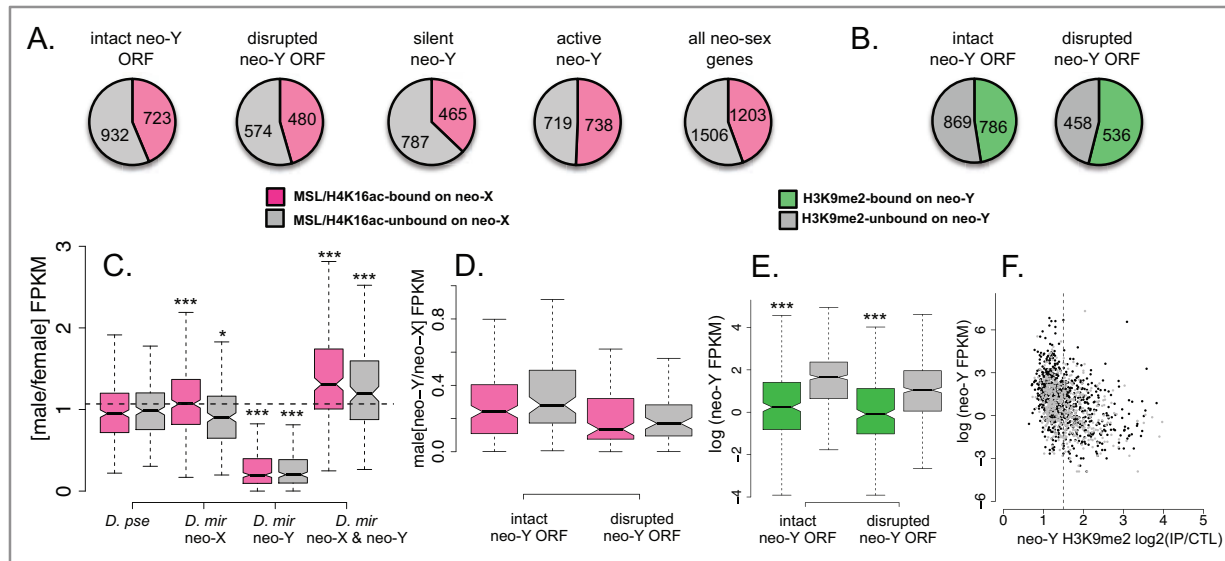 A.
intact neo-Y
ORF
disrupted
neo-Y ORF
silent
neo-Y
active
neo-Y
all neo-sex
genes
B.
intact
neo-Y ORF
disrupted
neo-Y ORF
932
723
574
480
787
465
719
738
1506
1203
869
786
458
536
MSL/H4K16ac-bound on neo-X
MSL/H4K16ac-unbound on neo-X
H3K9me2-bound on neo-Y
H3K9me2-unbound on neo-Y
C.
[male/female] FPKM
3
2
1
0
***
*
***
***
***
***
D. pse
D. mir
neo-X
D. mir
neo-Y
D. mir
neo-X & neo-Y
D.
male[neo−Y/neo−X] FPKM
0.8
0.4
0.0
intact
neo-Y ORF
disrupted
neo-Y ORF
E.
log (neo-Y FPKM)
4
2
0
−2
−4
***
***
intact
neo-Y ORF
disrupted
neo-Y ORF
F.
log (neo-Y FPKM)
6
3
0
−3
−6
0 1 2 3 4 5
neo-Y H3K9me2 log2(IP/CTL)